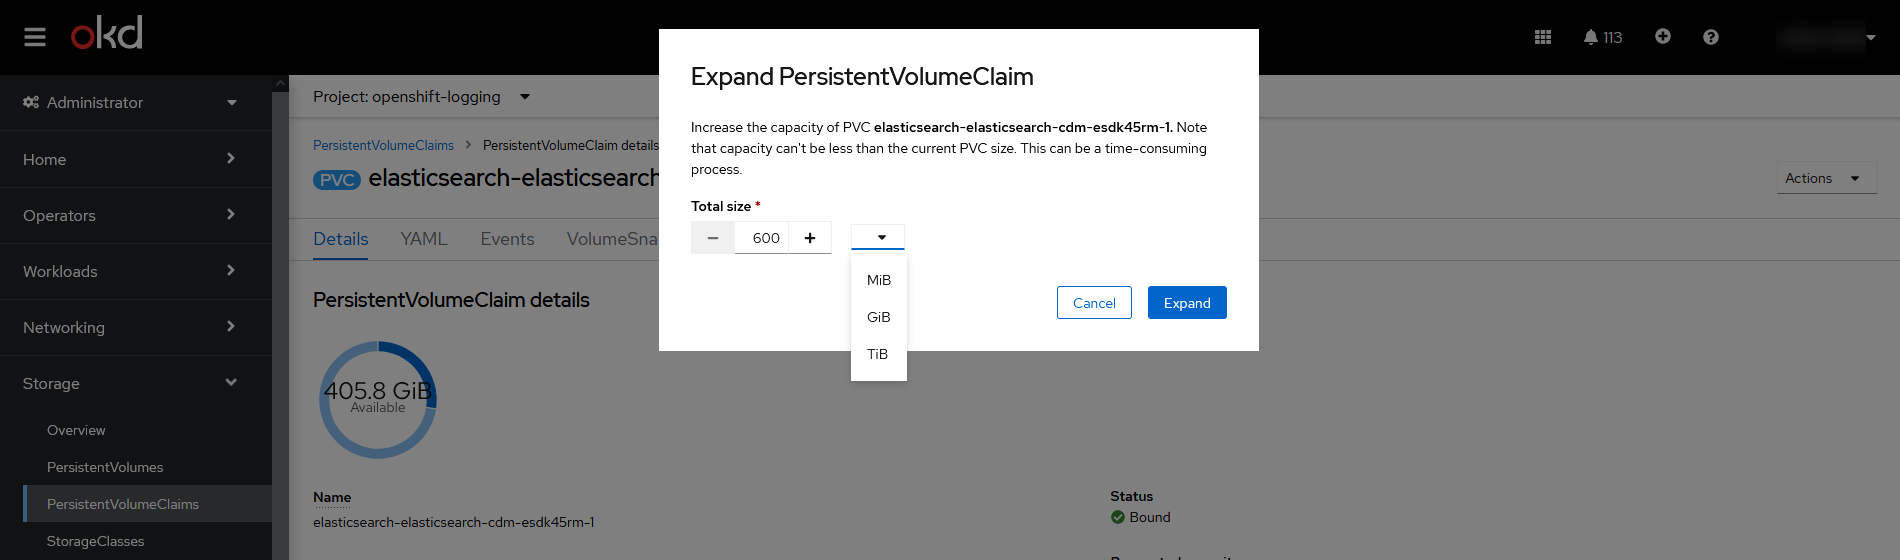 okd
113
Administrator
Home
Operators
Workloads
Networking
Storage
Overview
PersistentVolumes
PersistentVolumeClaims
StorageClasses
Project: openshift-logging
PersistentVolumeClaims > PersistentVolumeClaim details
PVC elasticsearch-elasticsearch
Actions
Details YAML Events VolumeSna
PersistentVolumeClaim details
405.8 GiB
Available
Name
elasticsearch-elasticsearch-cdm-esdk45rm-1
Status
Bound
Expand PersistentVolumeClaim
Increase the capacity of PVC elasticsearch-elasticsearch-cdm-esdk45rm-1. Note
that capacity can't be less than the current PVC size. This can be a time-consuming
process.
Total size *
600
MiB
GiB
TiB
Cancel Expand